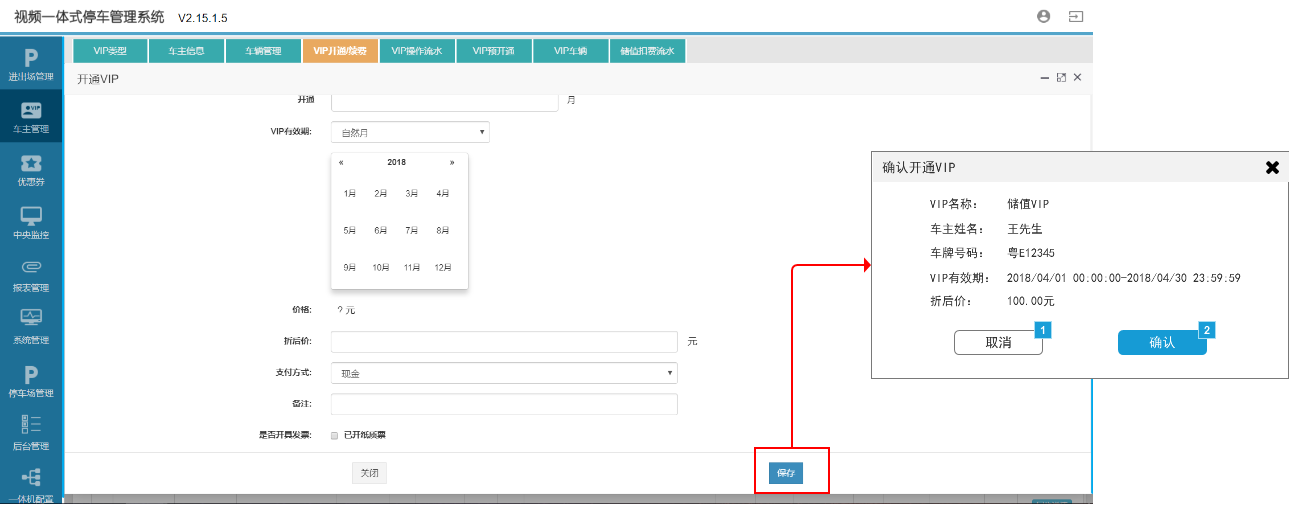 视频一体式停车管理系统 V2.15.1.5
VIP类型 车主信息 车辆管理 VIP开通/续费 VIP操作流水 VIP预开通 VIP车辆 储值扣费流水
进出场管理
车主管理
优惠券
中央监控
报表管理
系统管理
停车场管理
后台管理
一体机配置
开通VIP
开通 月
VIP有效期: 自然月
« 2018 »
1月 2月 3月 4月
5月 6月 7月 8月
9月 10月 11月 12月
价格: ? 元
折后价: 元
支付方式: 现金
备注:
是否开具发票: 已开纸质票
关闭 保存
确认开通VIP
VIP名称: 储值VIP
车主姓名: 王先生
车牌号码: 粤E12345
VIP有效期: 2018/04/01 00:00:00-2018/04/30 23:59:59
折后价: 100.00元
取消 1 确认 2